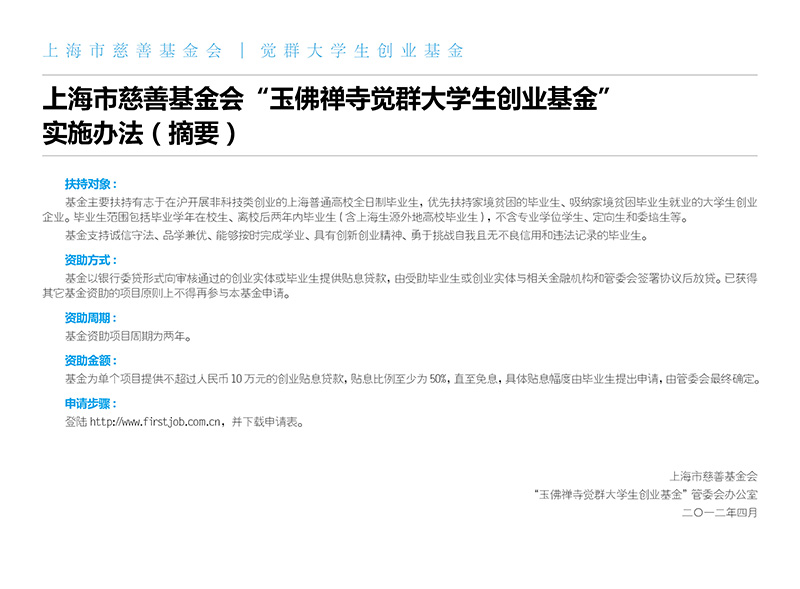 上海市慈善基金会 | 觉群大学生创业基金
上海市慈善基金会“玉佛禅寺觉群大学生创业基金”
实施办法（摘要）
扶持对象：
基金主要扶持有志于在沪开展非科技类创业的上海普通高校全日制毕业生，优先扶持家境贫困的毕业生、吸纳家境贫困毕业生就业的大学生创业
企业。毕业生范围包括毕业学年在校生、离校后两年内毕业生（含上海生源外地高校毕业生），不含专业学位学生、定向生和委培生等。
基金支持诚信守法、品学兼优、能够按时完成学业、具有创新创业精神、勇于挑战自我且无不良信用和违法记录的毕业生。
资助方式：
基金以银行委贷形式向审核通过的创业实体或毕业生提供贴息贷款，由受助毕业生或创业实体与相关金融机构和管委会签署协议后放贷。已获得
其它基金资助的项目原则上不得再参与本基金申请。
资助周期：
基金资助项目周期为两年。
资助金额：
基金为单个项目提供不超过人民币10万元的创业贴息贷款，贴息比例至少为50%，直至免息，具体贴息幅度由毕业生提出申请，由管委会最终确定。
申请步骤：
登陆http://www.firstjob.com.cn，并下载申请表。
上海市慈善基金会
“玉佛禅寺觉群大学生创业基金”管委会办公室
二〇一二年四月